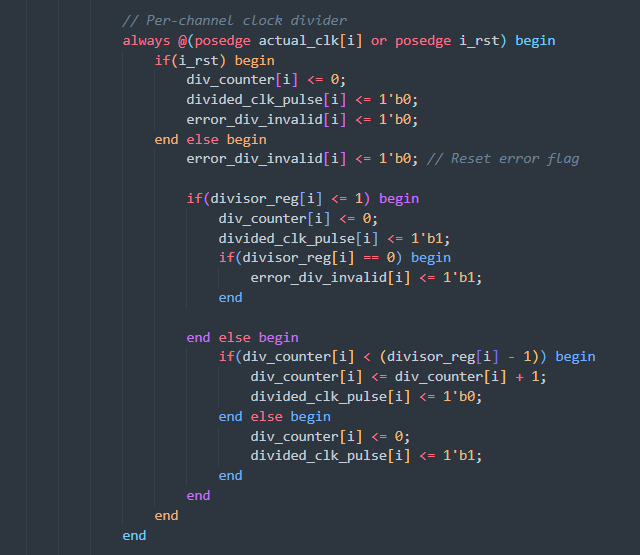 // Per-channel clock divider
always @(posedge actual_clk[i] or posedge i_rst) begin
if(i_rst) begin
div_counter[i] <= 0;
divided_clk_pulse[i] <= 1'b0;
error_div_invalid[i] <= 1'b0;
end else begin
error_div_invalid[i] <= 1'b0; // Reset error flag
if(divisor_reg[i] <= 1) begin
div_counter[i] <= 0;
divided_clk_pulse[i] <= 1'b1;
if(divisor_reg[i] == 0) begin
error_div_invalid[i] <= 1'b1;
end
end else begin
if(div_counter[i] < (divisor_reg[i] - 1)) begin
div_counter[i] <= div_counter[i] + 1;
divided_clk_pulse[i] <= 1'b0;
end else begin
div_counter[i] <= 0;
divided_clk_pulse[i] <= 1'b1;
end
end
end
end